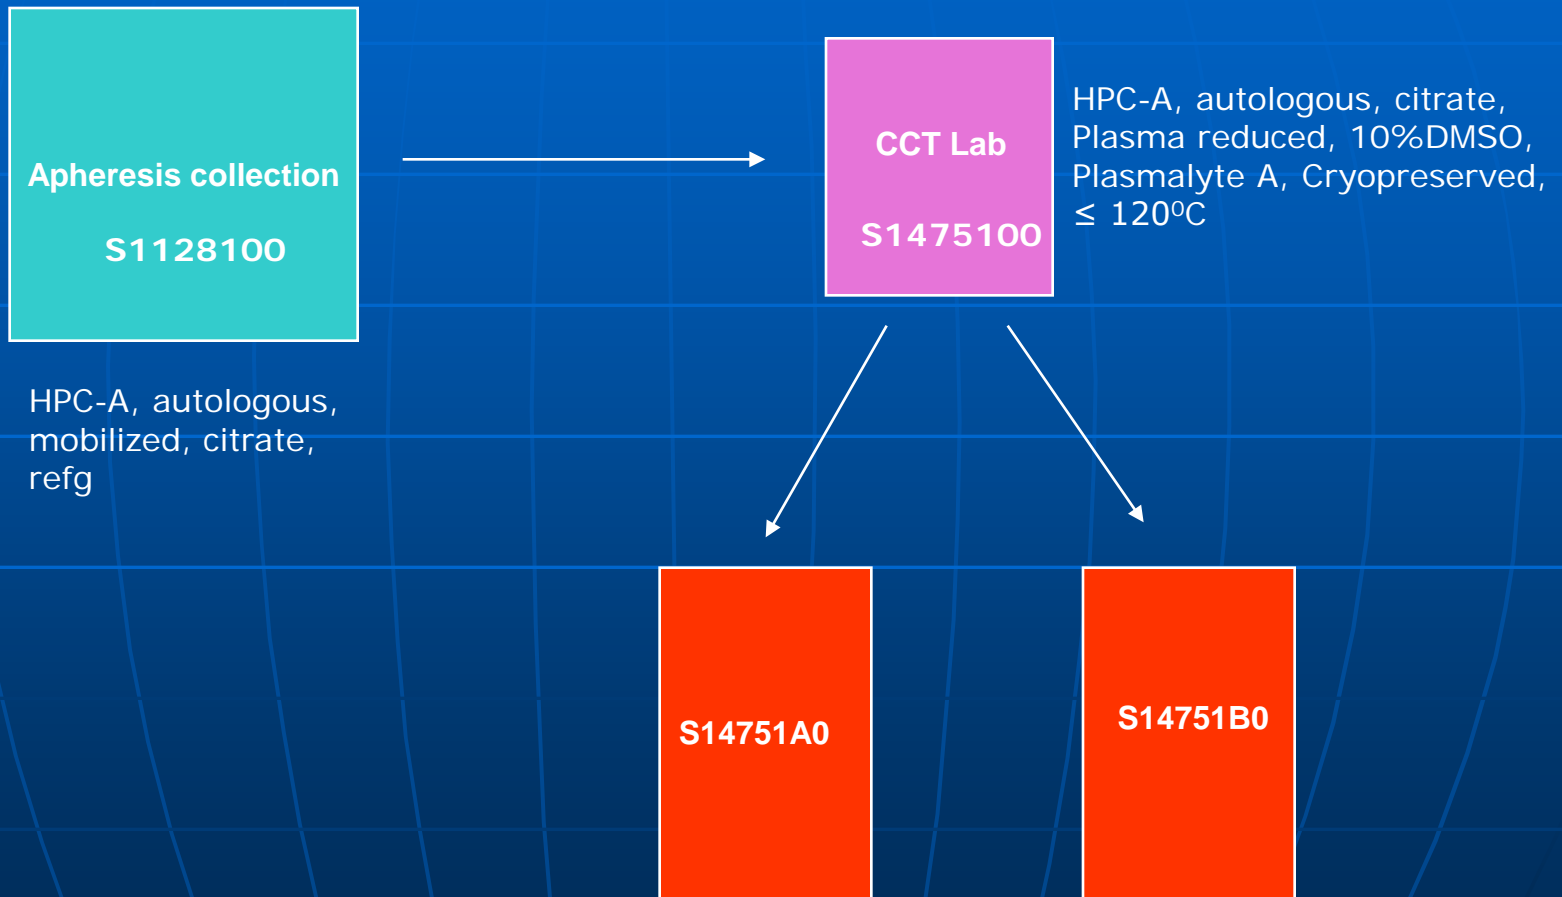 Apheresis collection
S1128100
HPC-A, autologous,
mobilized, citrate,
refg
CCT Lab
S1475100
HPC-A, autologous, citrate,
Plasma reduced, 10%DMSO,
Plasmalyte A, Cryopreserved,
≤ 120⁰C
S14751A0
S14751B0